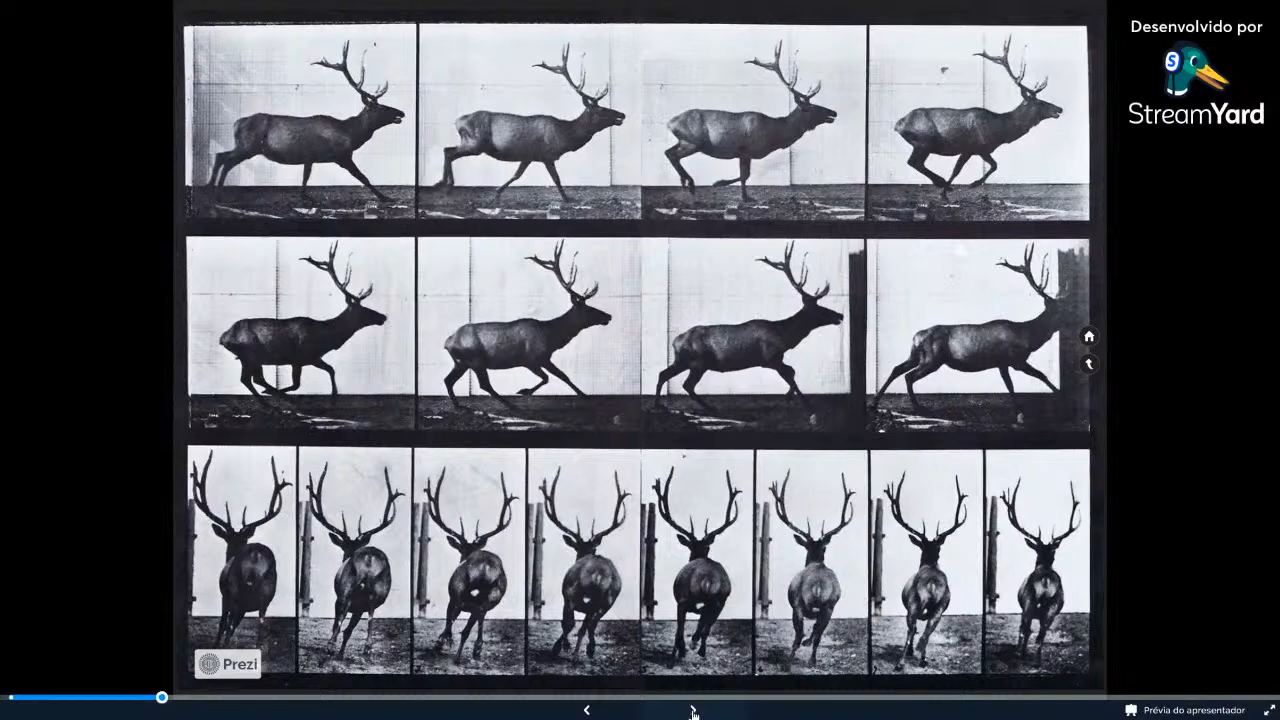 Desenvolvido por
S
StreamYard
Prezi
Prévia do apresentador